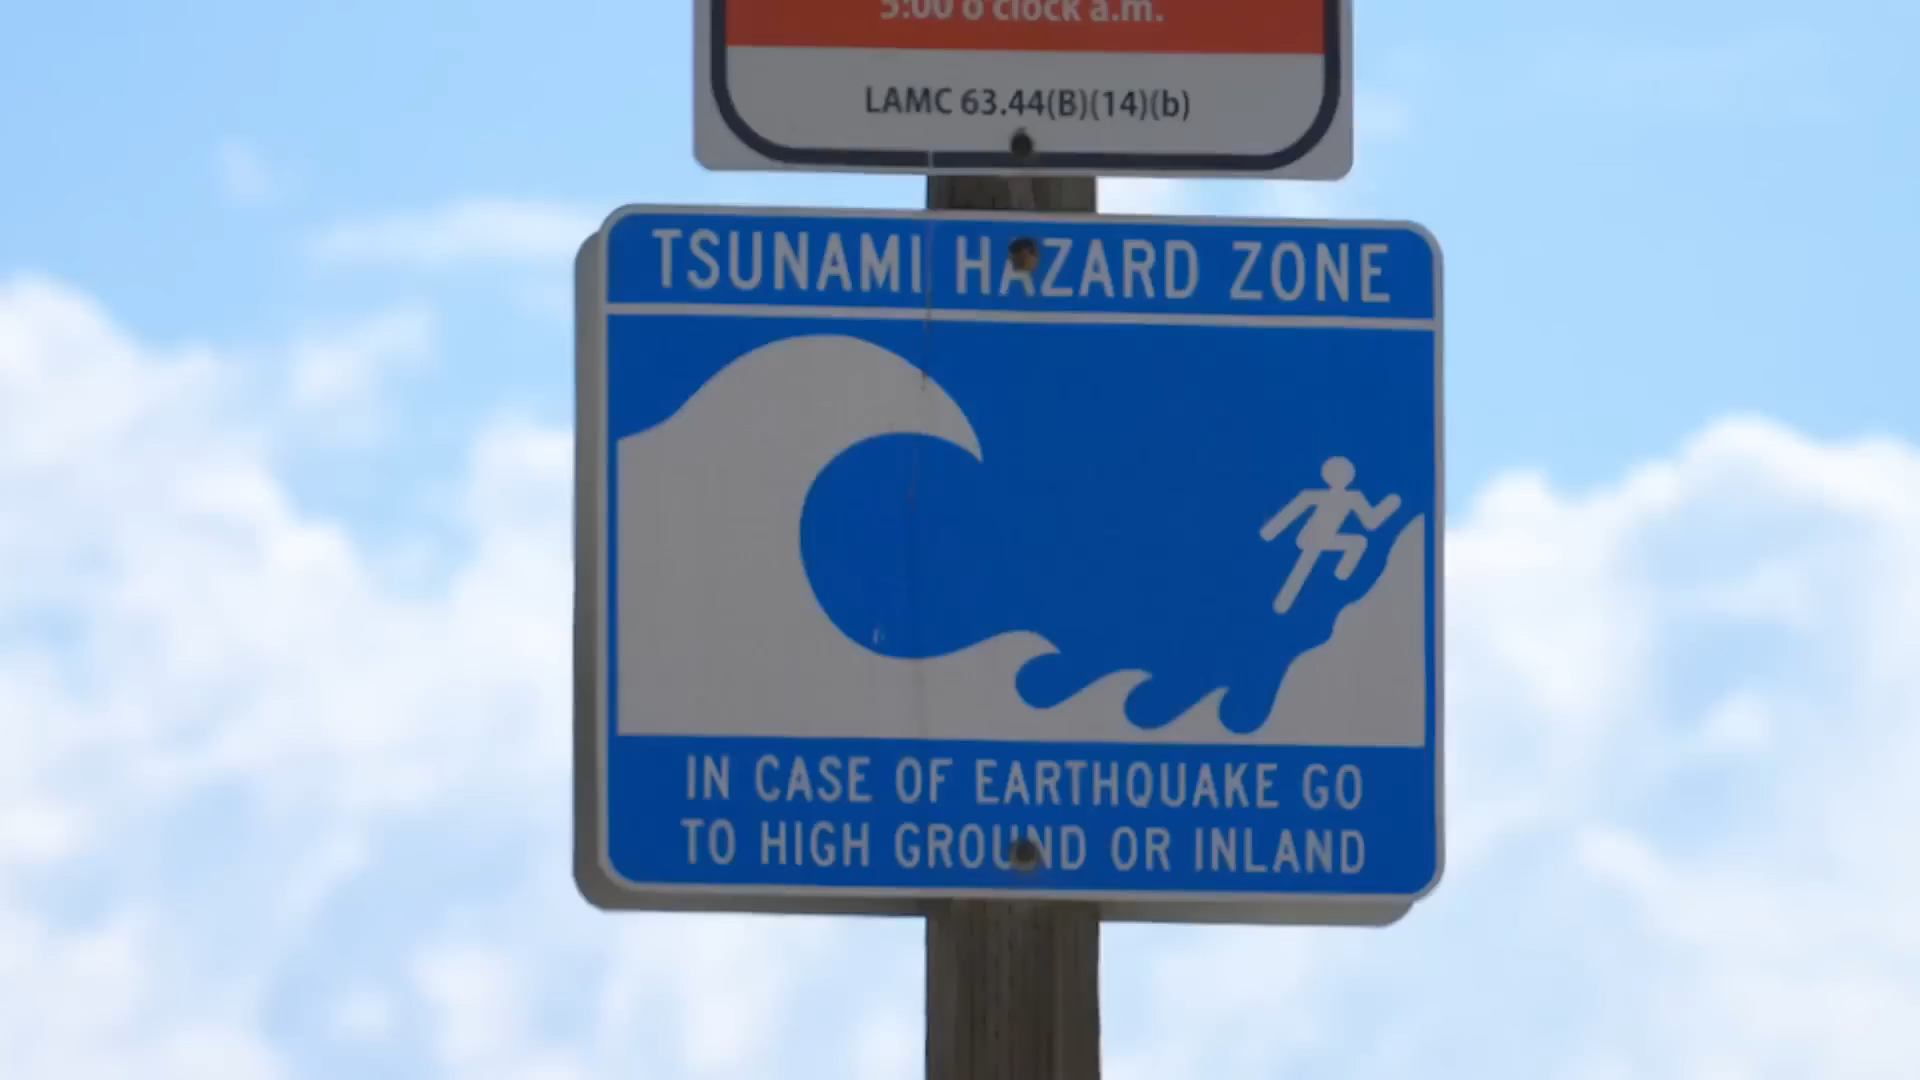 5:00 o'clock a.m.
LAMC 63.44(B)(14)(b)
TSUNAMI HAZARD ZONE
IN CASE OF EARTHQUAKE GO
TO HIGH GROUND OR INLAND